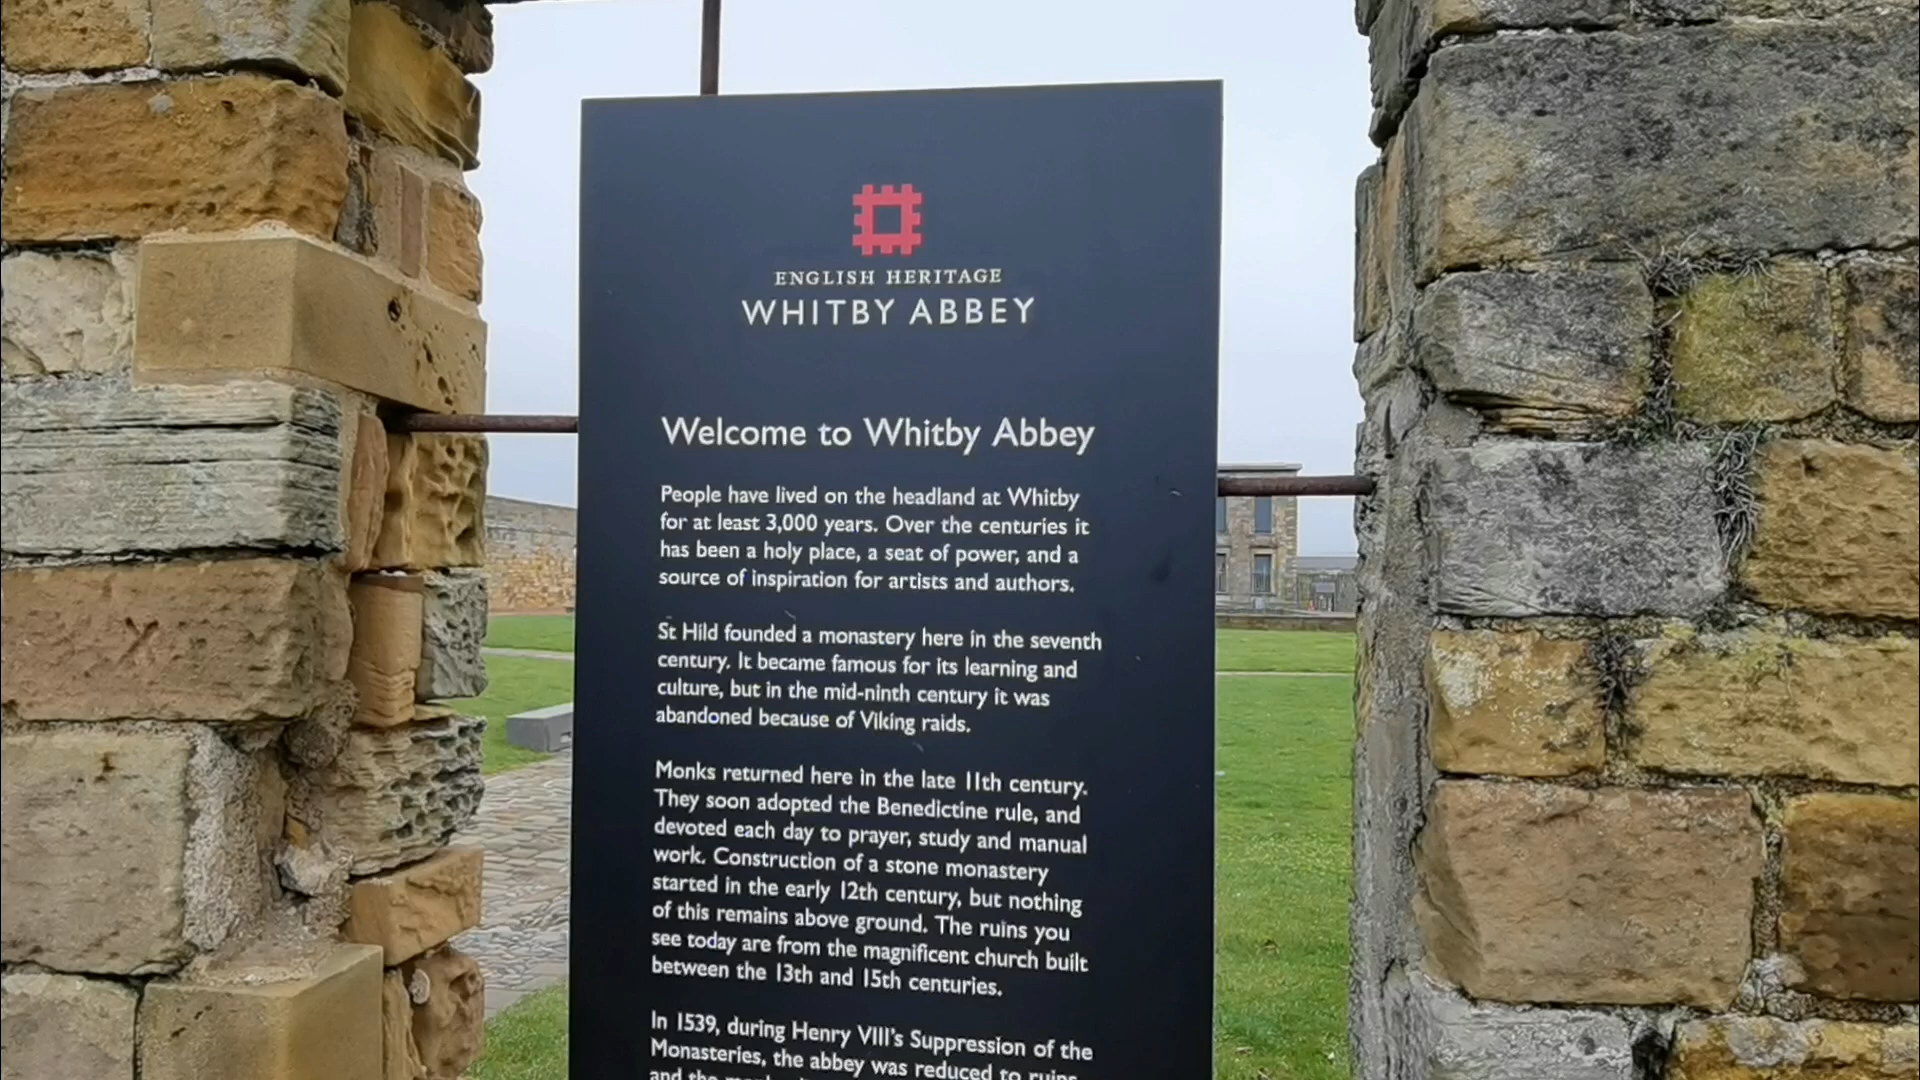 ENGLISH HERITAGE
WHITBY ABBEY
Welcome to Whitby Abbey
People have lived on the headland at Whitby
for at least 3,000 years. Over the centuries it
has been a holy place, a seat of power, and a
source of inspiration for artists and authors.
St Hild founded a monastery here in the seventh
century. It became famous for its learning and
culture, but in the mid-ninth century it was
abandoned because of Viking raids.
Monks returned here in the late 11th century.
They soon adopted the Benedictine rule, and
devoted each day to prayer, study and manual
work. Construction of a stone monastery
started in the early 12th century, but nothing
of this remains above ground. The ruins you
see today are from the magnificent church built
between the 13th and 15th centuries.
In 1539, during Henry VIII's Suppression of the
Monasteries, the abbey was reduced to ruins
and the